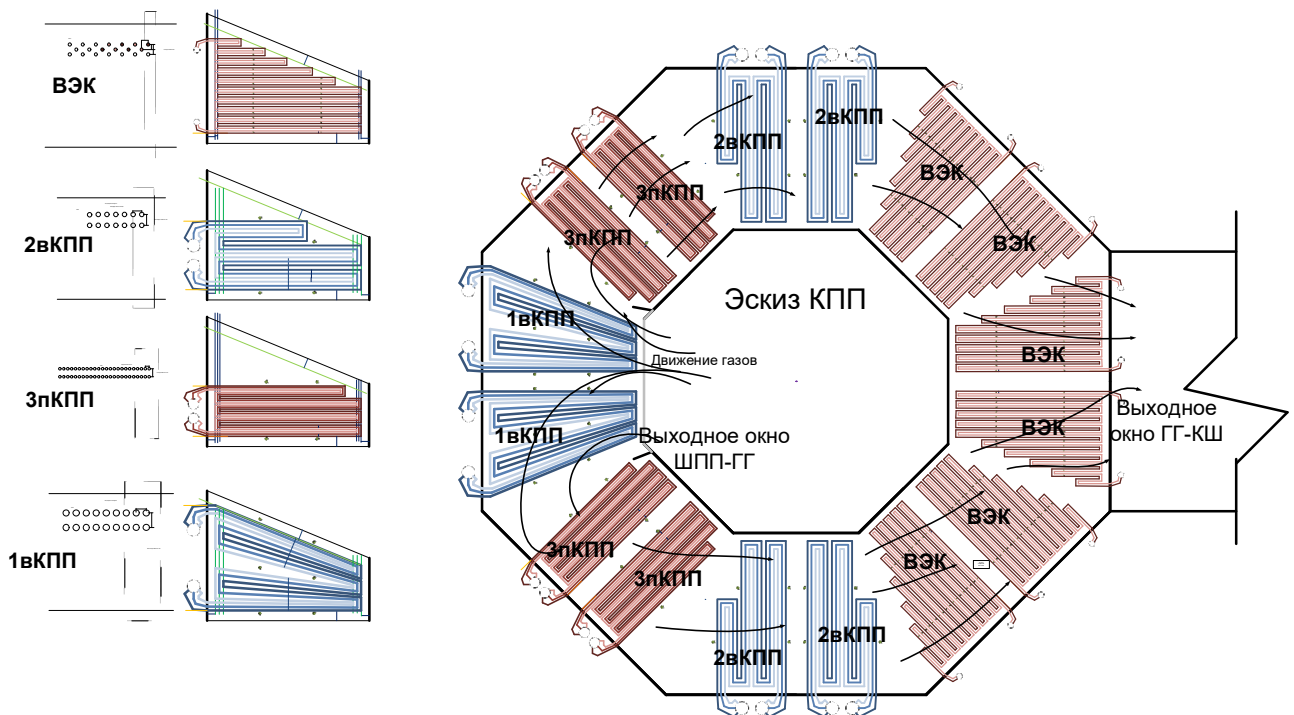 ВЭК
2вКПП
3пКПП
1вКПП
2вКПП
2вКПП
3пКПП
3пКПП
ВЭК
ВЭК
1вКПП
Эскиз КПП
Движение газов
ВЭК
1вКПП
Выходное окно
ШПП-ГГ
ВЭК
Выходное
окно ГГ-КШ
3пКПП
3пКПП
ВЭК
ВЭК
2вКПП
2вКПП